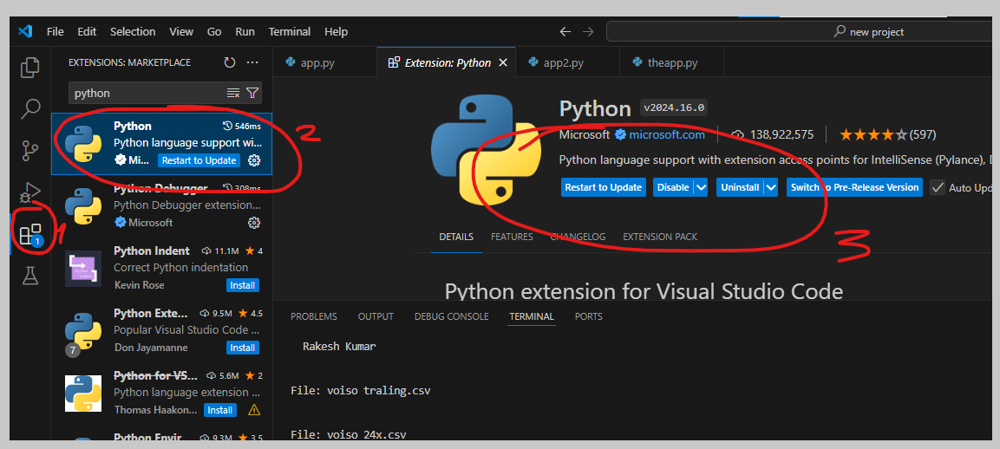 File Edit Selection View Go Run Terminal Help
new project
EXTENSIONS: MARKETPLACE
python
Python
546ms
Python language support wi...
Mi...
Restart to Update
Python Debugger
308ms
Python Debugger extension...
Microsoft
Python Indent
11.1M
4
Correct Python indentation
Kevin Rose
Install
Python Exte...
9.5M
4.5
Popular Visual Studio Code ...
Don Jayamanne
Install
7
Python for VS...
5.6M
2
Python language extension ...
Thomas Haakon...
Install
Python Envir
9.3M
3.5
1
1
2
3
app.py
Extension: Python
app2.py
theapp.py
Python
v2024.16.0
Microsoft
microsoft.com
138,922,575
(597)
Python language support with extension access points for IntelliSense (Pylance), D
Restart to Update
Disable
Uninstall
Switch to Pre-Release Version
Auto Upd
DETAILS FEATURES CHANGELOG EXTENSION PACK
Python extension for Visual Studio Code
PROBLEMS OUTPUT DEBUG CONSOLE TERMINAL PORTS
Rakesh Kumar
File: voiso traling.csv
File: voiso 24x.csv